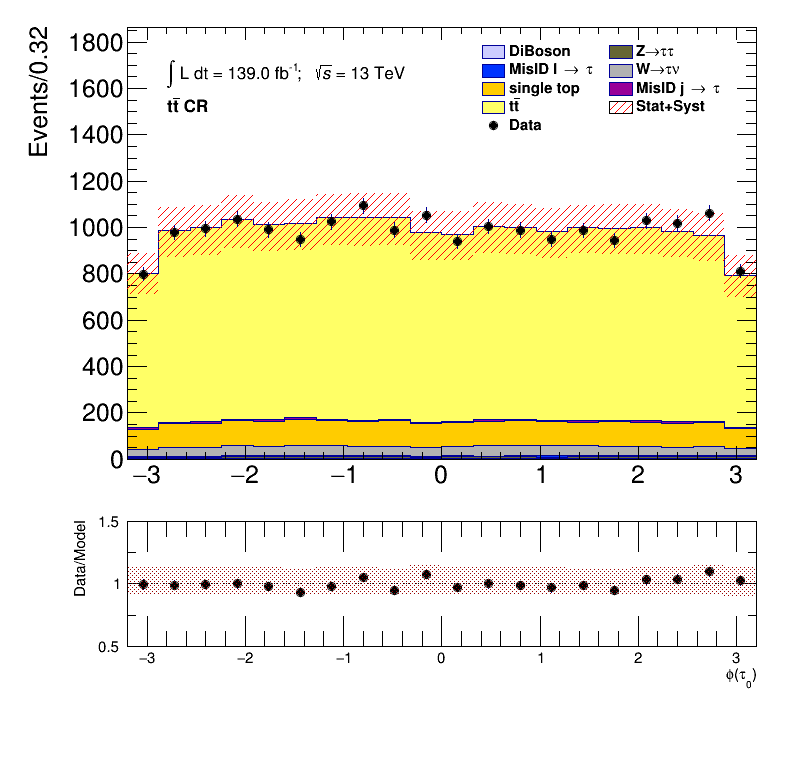 Events/0.32
1800
1600
1400
1200
1000
800
600
400
200
0
∫ L dt = 139.0 fb⁻¹; √s = 13 TeV
tt̄ CR
DiBoson
MisID l → τ
single top
tt̄
Data
Z→ττ
W→τν
MisID j → τ
Stat+Syst
−3 −2 −1 0 1 2 3
Data/Model
1.5
1
0.5
−3 −2 −1 0 1 2 3
ϕ(τ₀)